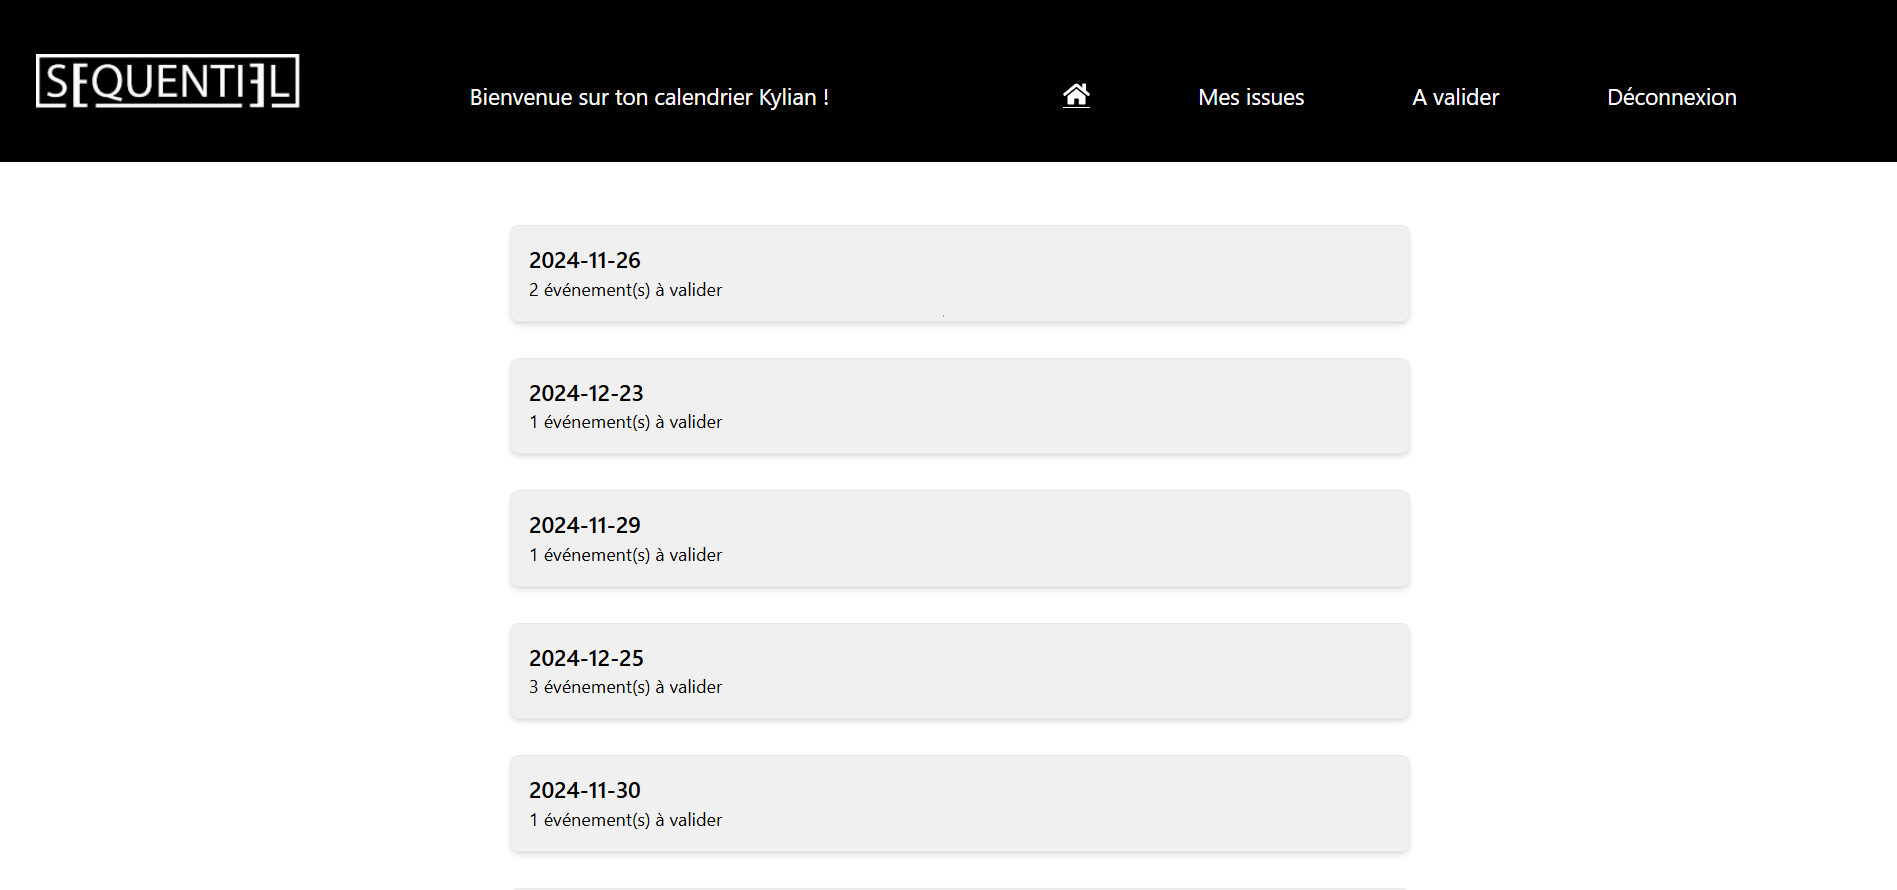 SEQUENTIEL
Bienvenue sur ton calendrier Kylian !
Mes issues
A valider
Déconnexion
2024-11-26
2 événement(s) à valider
2024-12-23
1 événement(s) à valider
2024-11-29
1 événement(s) à valider
2024-12-25
3 événement(s) à valider
2024-11-30
1 événement(s) à valider